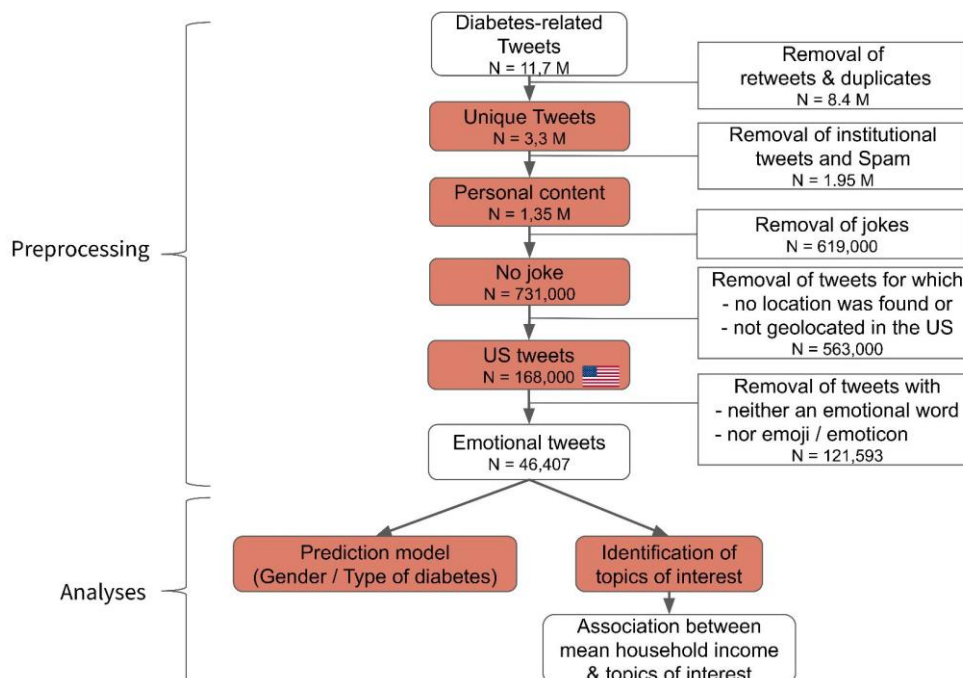 Diabetes-related
Tweets
N = 11,7 M
Removal of
retweets & duplicates
N = 8.4 M
Unique Tweets
N = 3,3 M
Removal of institutional
tweets and Spam
N = 1.95 M
Personal content
N = 1,35 M
Removal of jokes
N = 619,000
Preprocessing
No joke
N = 731,000
Removal of tweets for which
- no location was found or
- not geolocated in the US
N = 563,000
US tweets
N = 168,000
Removal of tweets with
- neither an emotional word
- nor emoji / emoticon
N = 121,593
Emotional tweets
N = 46,407
Analyses
Prediction model
(Gender / Type of diabetes)
Identification of
topics of interest
Association between
mean household income
& topics of interest